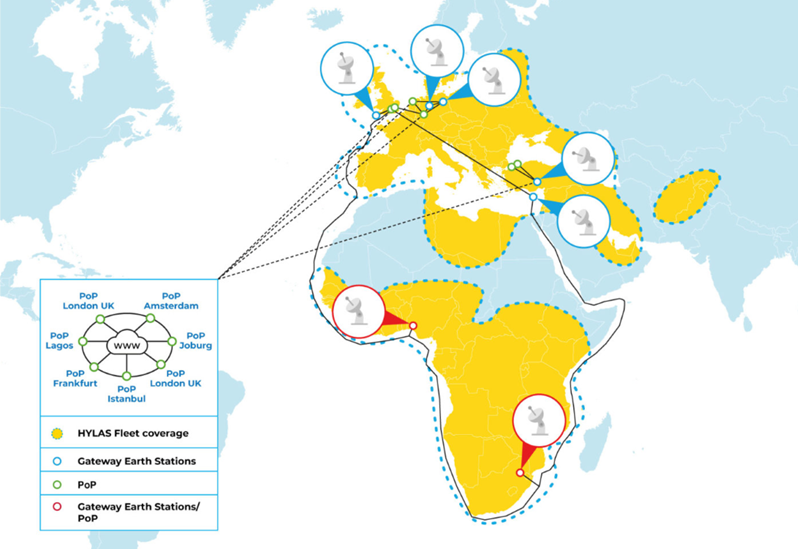 PoP
London UK
PoP
Amsterdam
PoP
Lagos
www
PoP
Joburg
PoP
Frankfurt
PoP
Istanbul
PoP
London UK
HYLAS Fleet coverage
Gateway Earth Stations
PoP
Gateway Earth Stations/
PoP